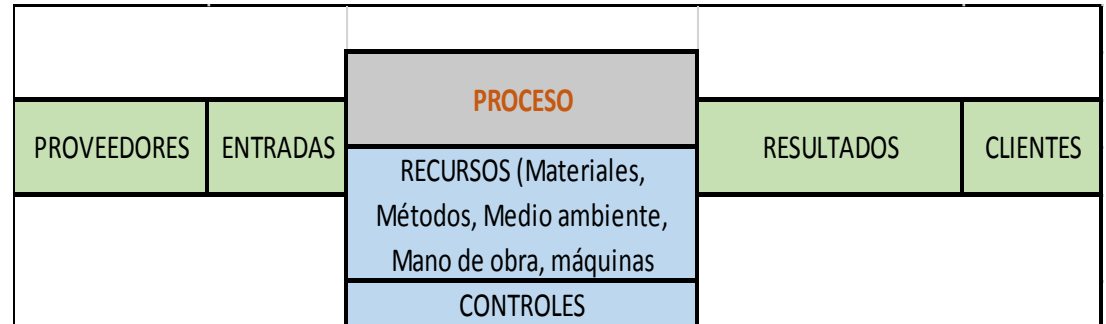 PROCESO
PROVEEDORES
ENTRADAS
RESULTADOS
CLIENTES
RECURSOS (Materiales,
Métodos, Medio ambiente,
Mano de obra, máquinas
CONTROLES